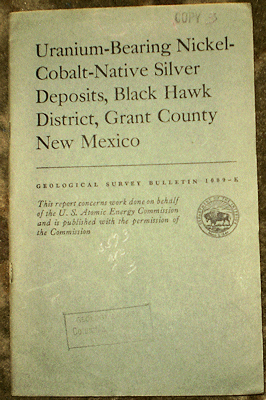 COPY 3
Uranium-Bearing Nickel-
Cobalt-Native Silver
Deposits, Black Hawk
District, Grant County
New Mexico
GEOLOGICAL SURVEY BULLETIN 1009-K
This report concerns work done on behalf
of the U. S. Atomic Energy Commission
and is published with the permission of
the Commission